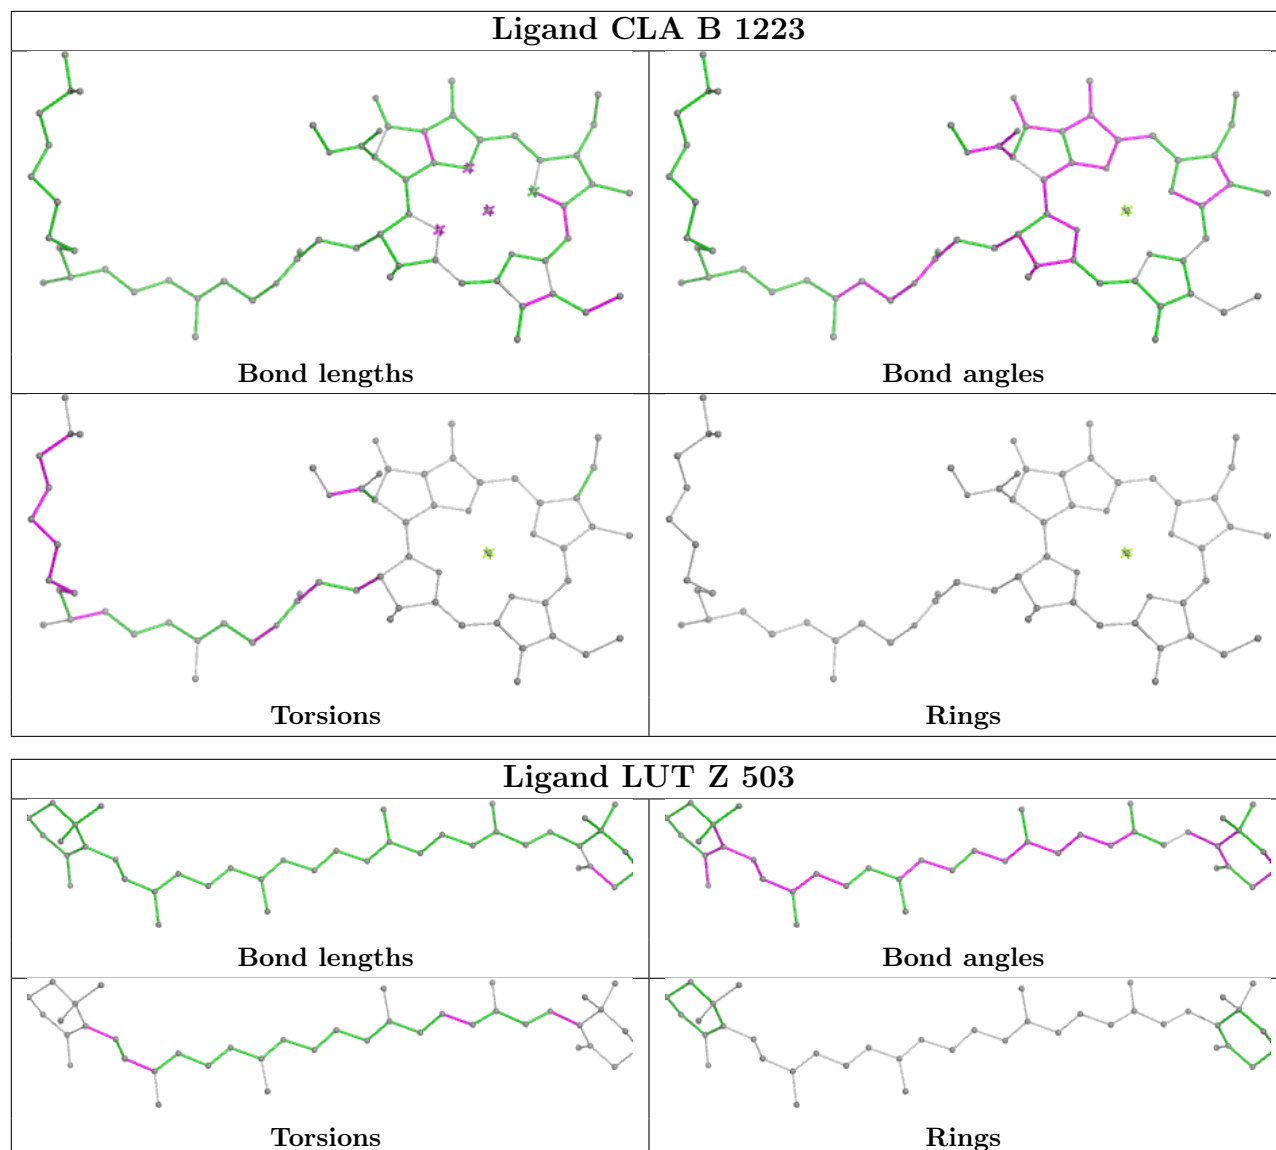 Ligand CLA B 1223
Bond lengths
Bond angles
Torsions
Rings
Ligand LUT Z 503
Bond lengths
Bond angles
Torsions
Rings